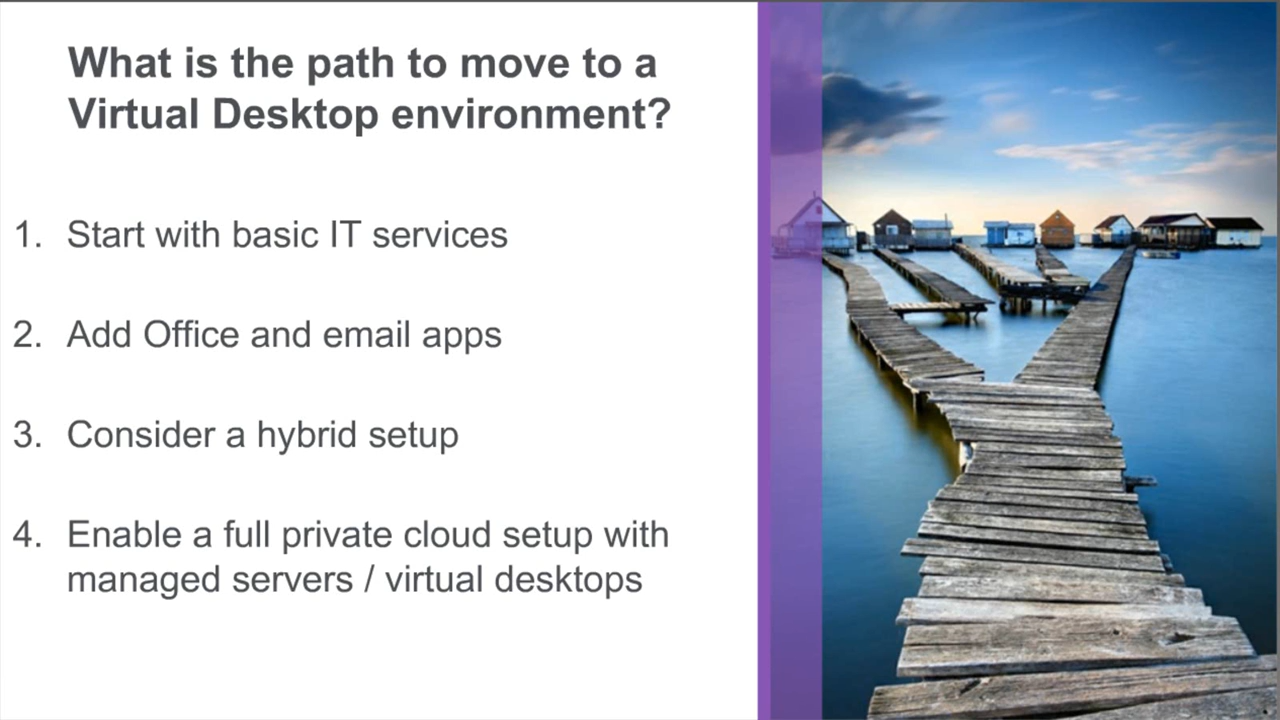 What is the path to move to a
Virtual Desktop environment?
1. Start with basic IT services
2. Add Office and email apps
3. Consider a hybrid setup
4. Enable a full private cloud setup with
managed servers / virtual desktops